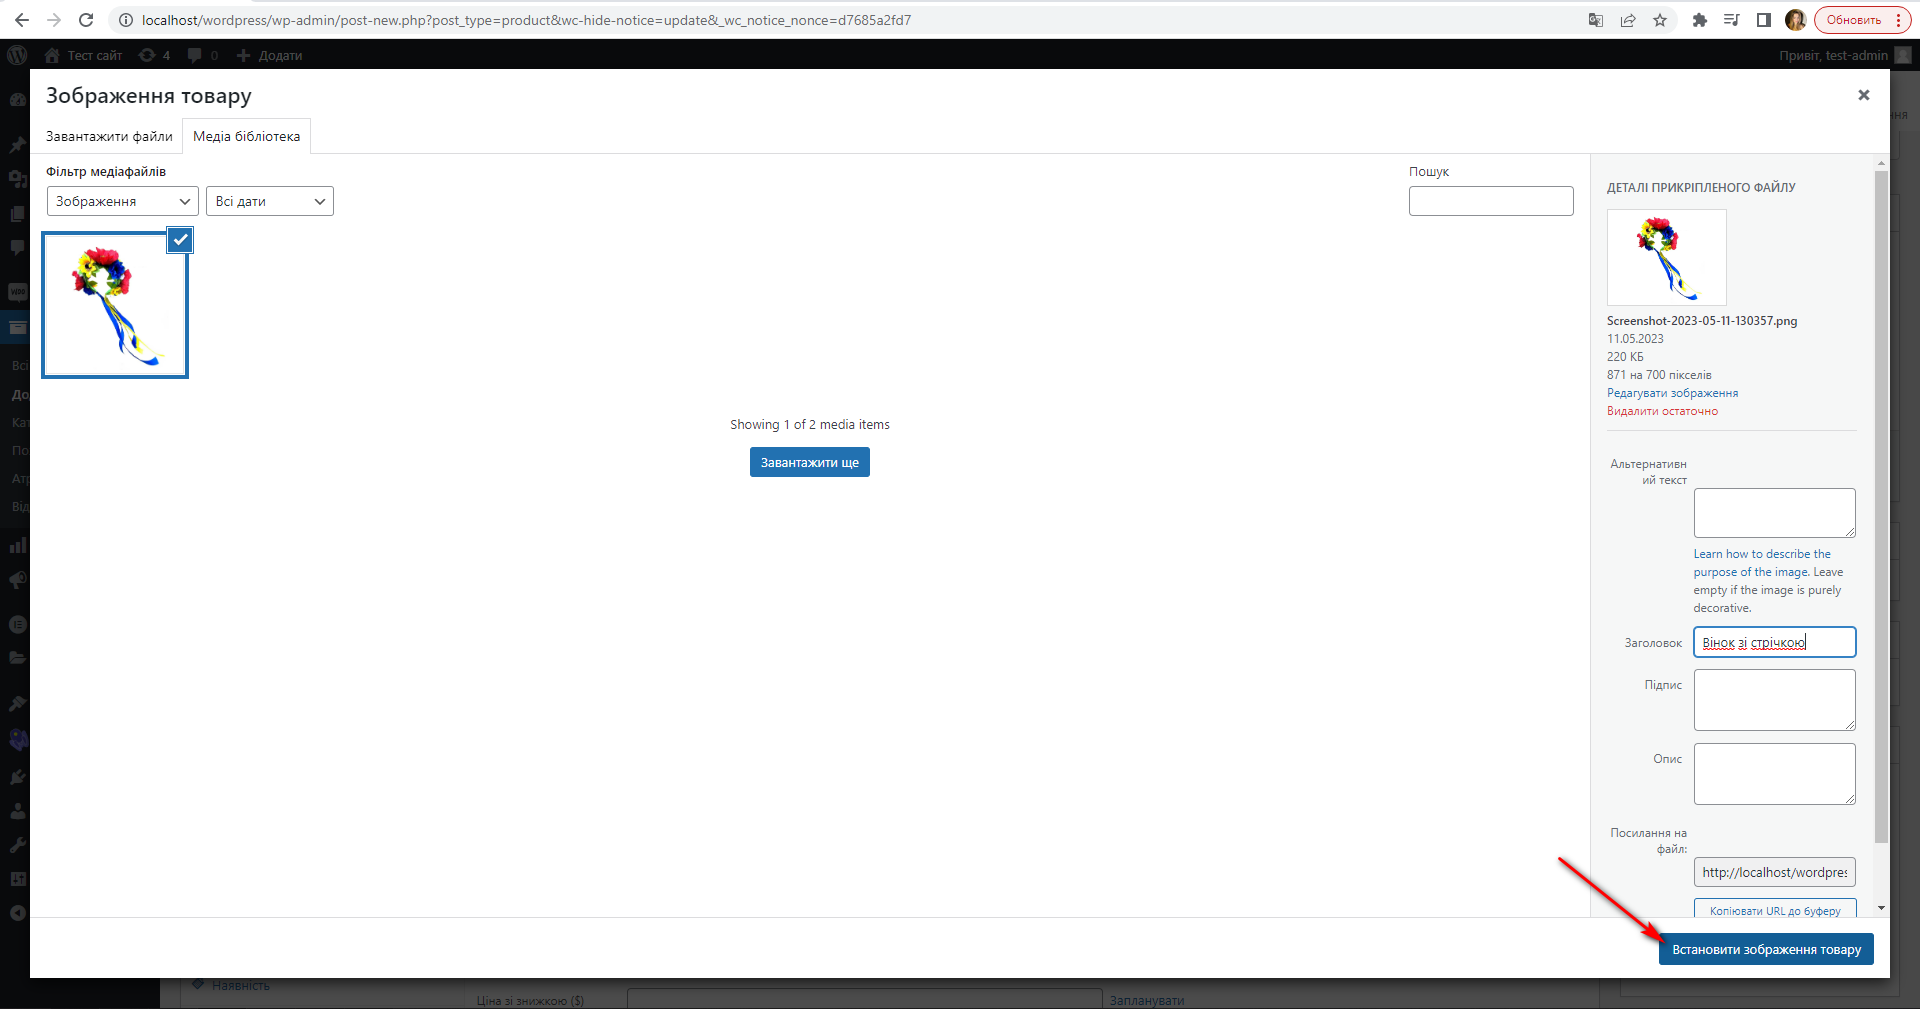 localhost/wordpress/wp-admin/post-new.php?post_type=product&wc-hide-notice=update&_wc_notice_nonce=d7685a2fd7
Обновить
Тест сайт
4
0
Додати
Привіт, test-admin
Зображення товару
Завантажити файли
Медіа бібліотека
Фільтр медіафайлів
Зображення
Всі дати
Пошук
Showing 1 of 2 media items
Завантажити ще
ДЕТАЛІ ПРИКРІПЛЕНОГО ФАЙЛУ
Screenshot-2023-05-11-130357.png
11.05.2023
220 КБ
871 на 700 пікселів
Редагувати зображення
Видалити остаточно
Альтернативн
ий текст
Learn how to describe the
purpose of the image. Leave
empty if the image is purely
decorative.
Заголовок
Вінок зі стрічкою
Підпис
Опис
Посилання на
файл:
http://localhost/wordpres
Копіювати URL до буферу
Встановити зображення товару
Наявність
Ціна зі знижкою ($)
Запланувати